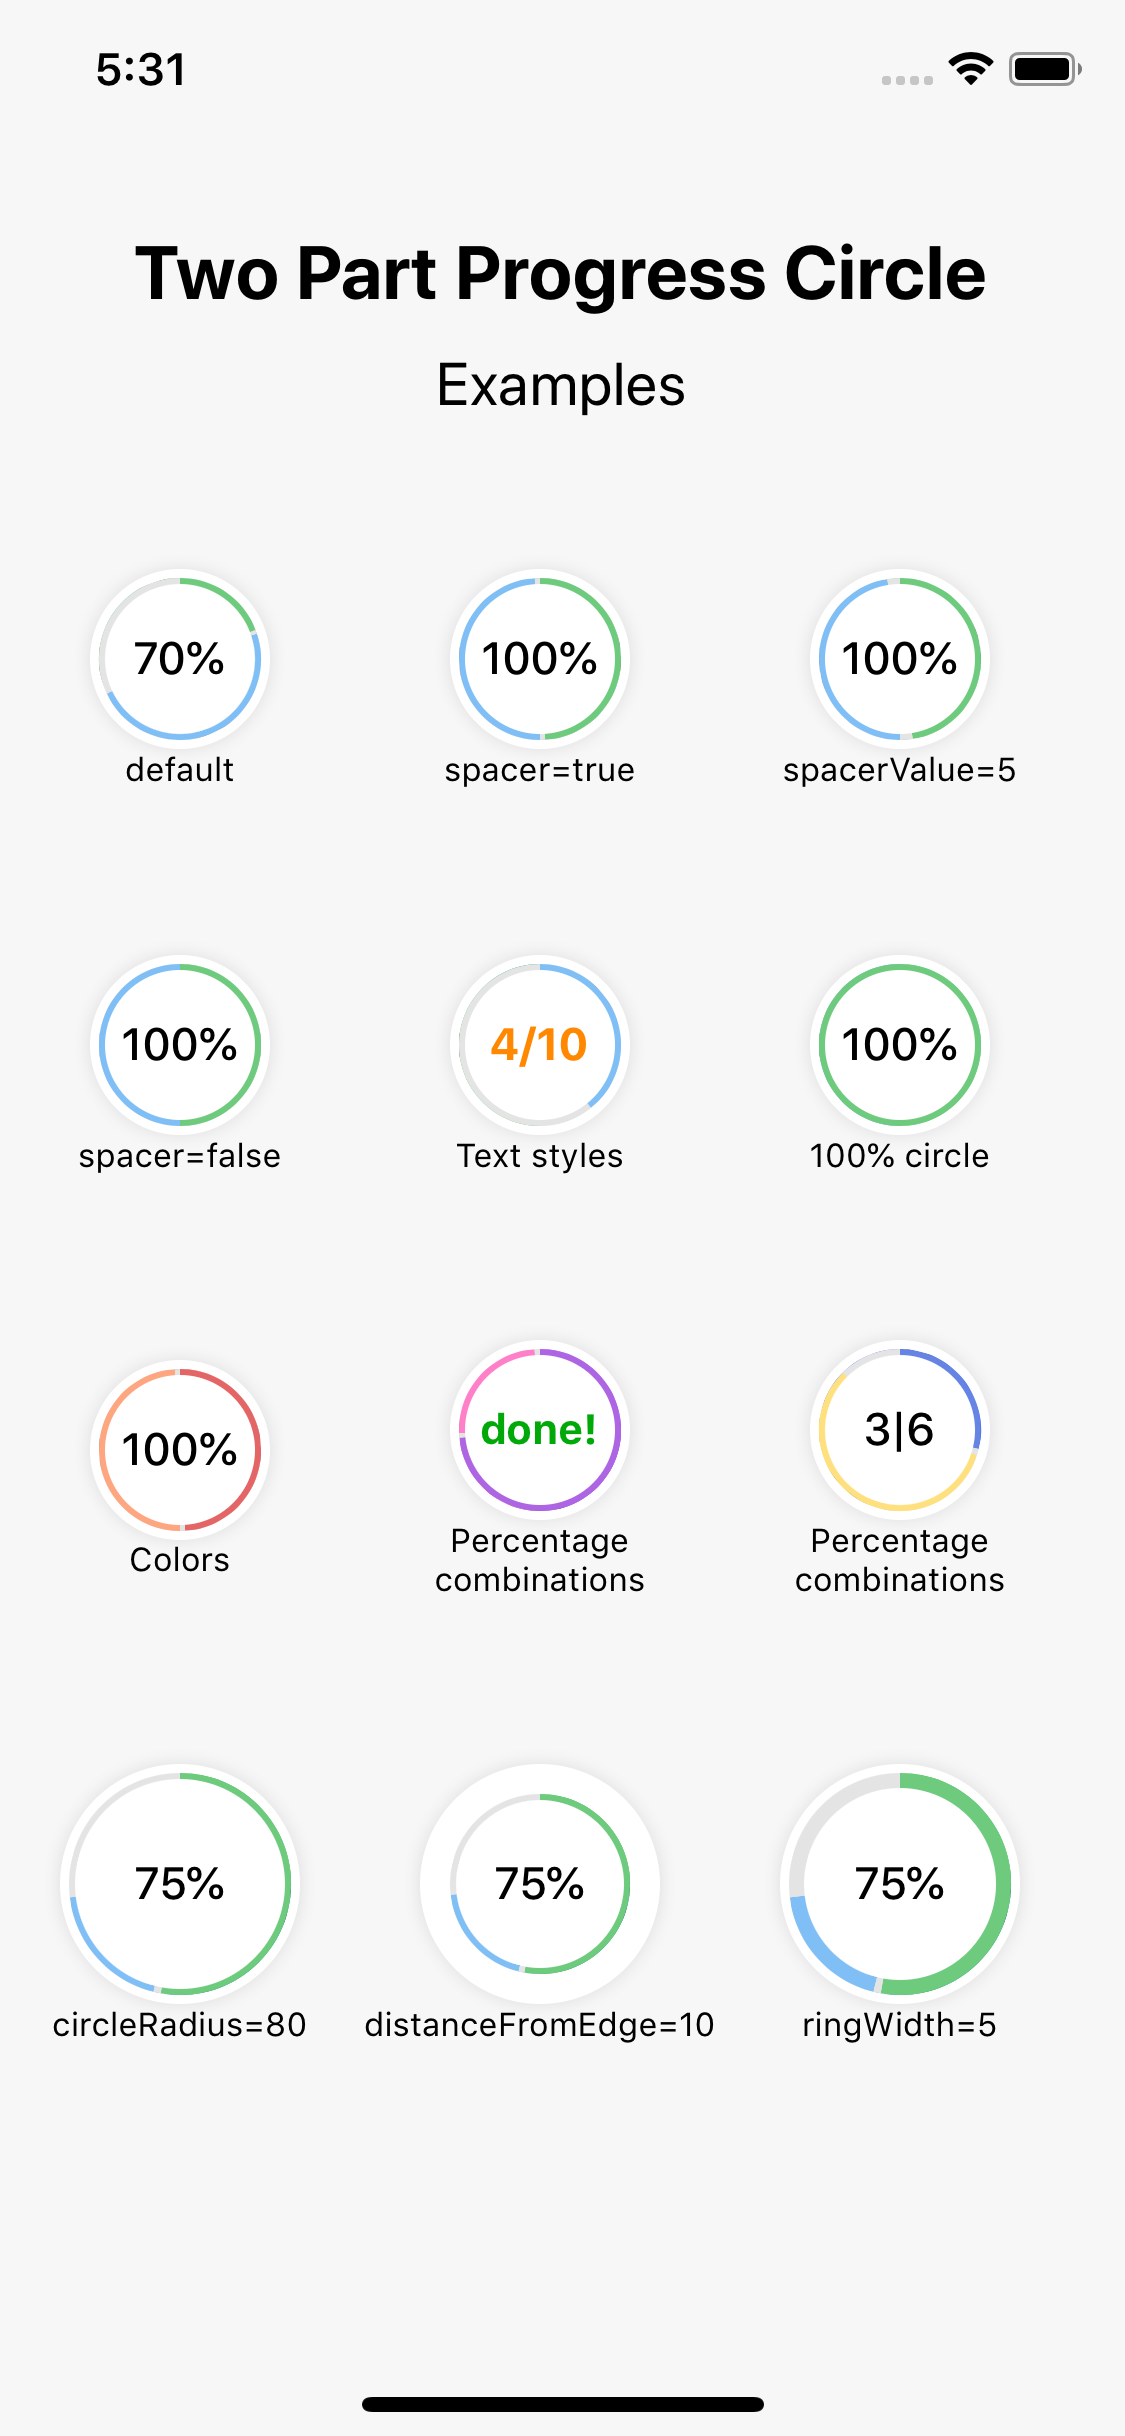 5:31
Two Part Progress Circle
Examples
70%
100%
100%
default
spacer=true
spacerValue=5
100%
4/10
100%
spacer=false
Text styles
100% circle
100%
done!
3|6
Colors
Percentage
combinations
Percentage
combinations
75%
75%
75%
circleRadius=80
distanceFromEdge=10
ringWidth=5